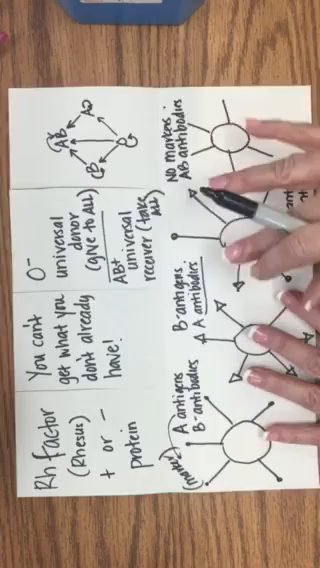 Rh factor
(Rhesus)
+ or -
protein
You can't
get what you
don't already
have!
O-
universal
donor
(give to ALL)
AB+
universal
receiver (take
ALL)
AB
A
B
O
(marker)
A antigens
B-antibodies
B-antigens
A antibodies
No markers.
AB antibodies